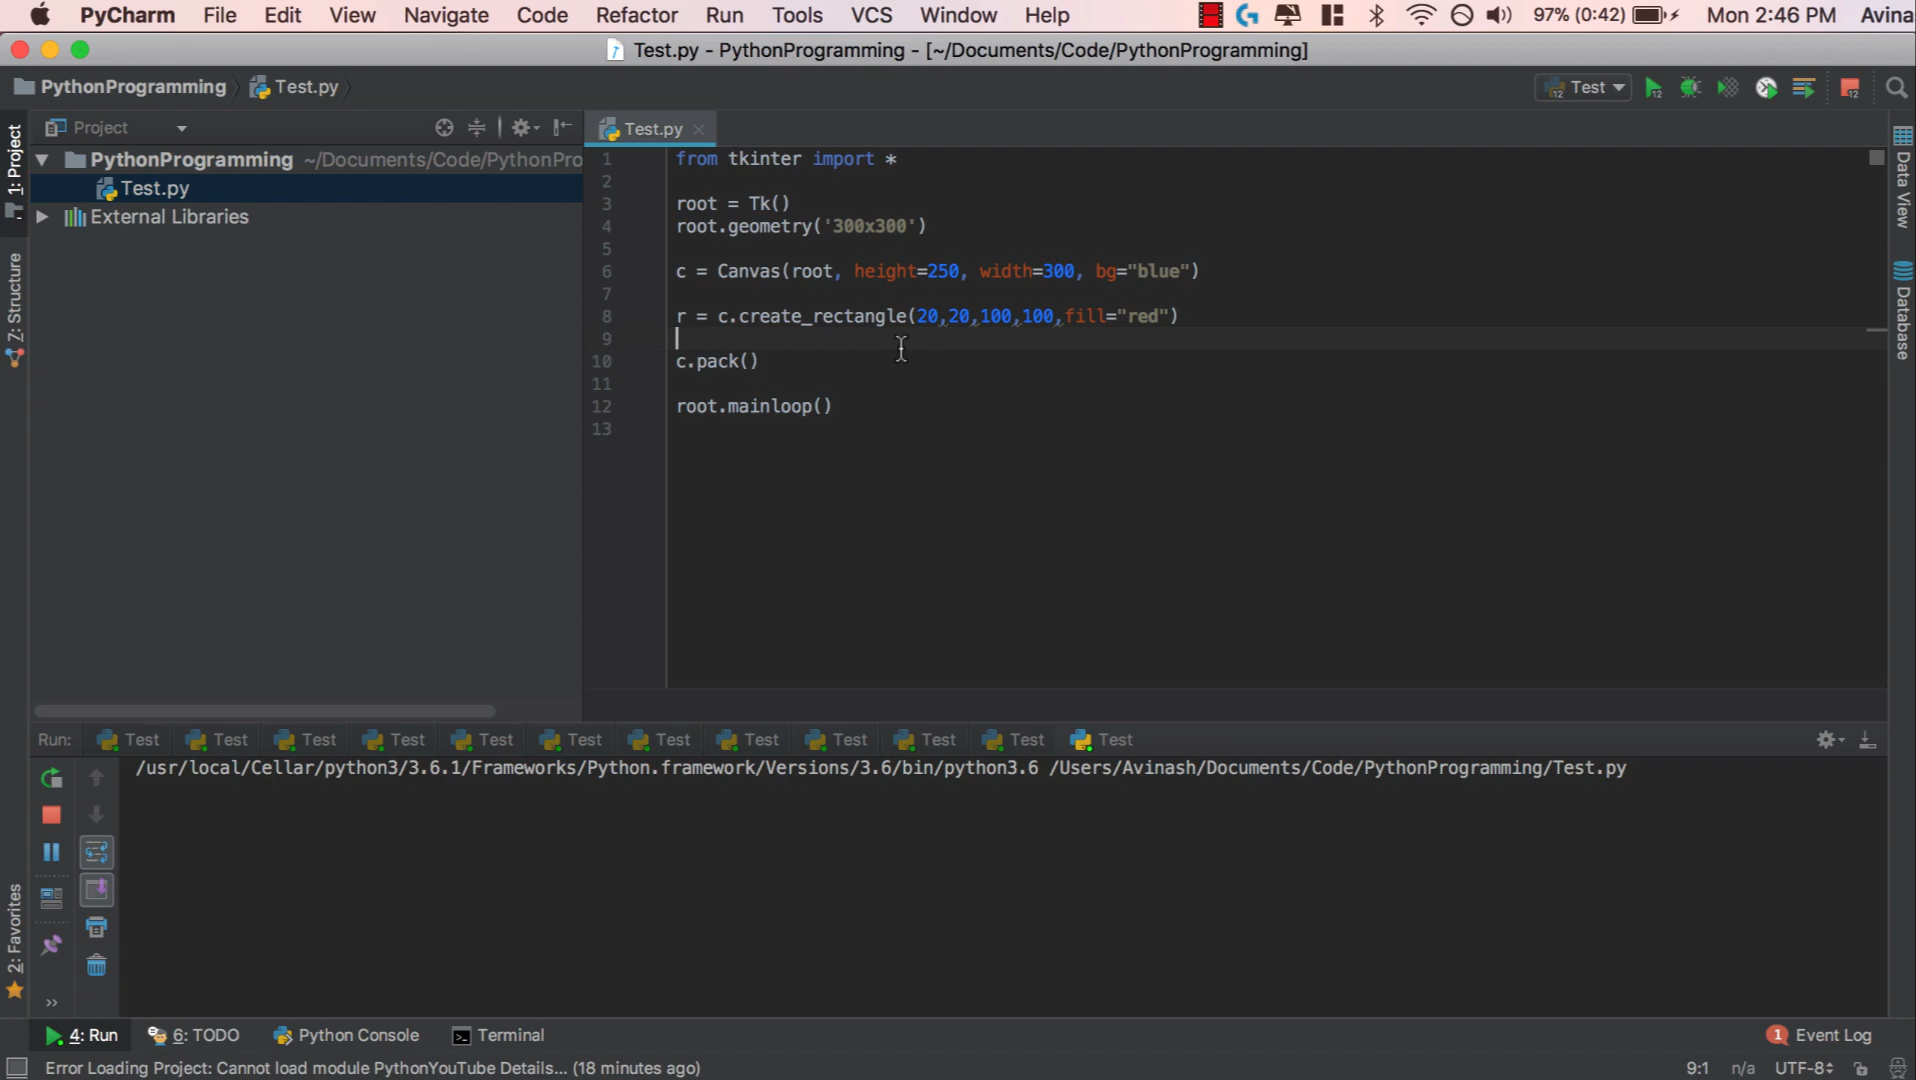 PyCharm File Edit View Navigate Code Refactor Run Tools VCS Window Help 97% (0:42) Mon 2:46 PM Avina
Test.py - PythonProgramming - [~/Documents/Code/PythonProgramming]
PythonProgramming Test.py Test 12 12
Project Test.py
PythonProgramming ~/Documents/Code/PythonPro
Test.py
External Libraries
1: Project
7: Structure
2: Favorites
1 from tkinter import *
2
3 root = Tk()
4 root.geometry('300x300')
5
6 c = Canvas(root, height=250, width=300, bg="blue")
7
8 r = c.create_rectangle(20,20,100,100,fill="red")
9
10 c.pack()
11
12 root.mainloop()
13
Data View
Database
Run: Test Test Test Test Test Test Test Test Test Test Test Test
/usr/local/Cellar/python3/3.6.1/Frameworks/Python.framework/Versions/3.6/bin/python3.6 /Users/Avinash/Documents/Code/PythonProgramming/Test.py
4: Run 6: TODO Python Console Terminal 1 Event Log
Error Loading Project: Cannot load module PythonYouTube Details... (18 minutes ago) 9:1 n/a UTF-8